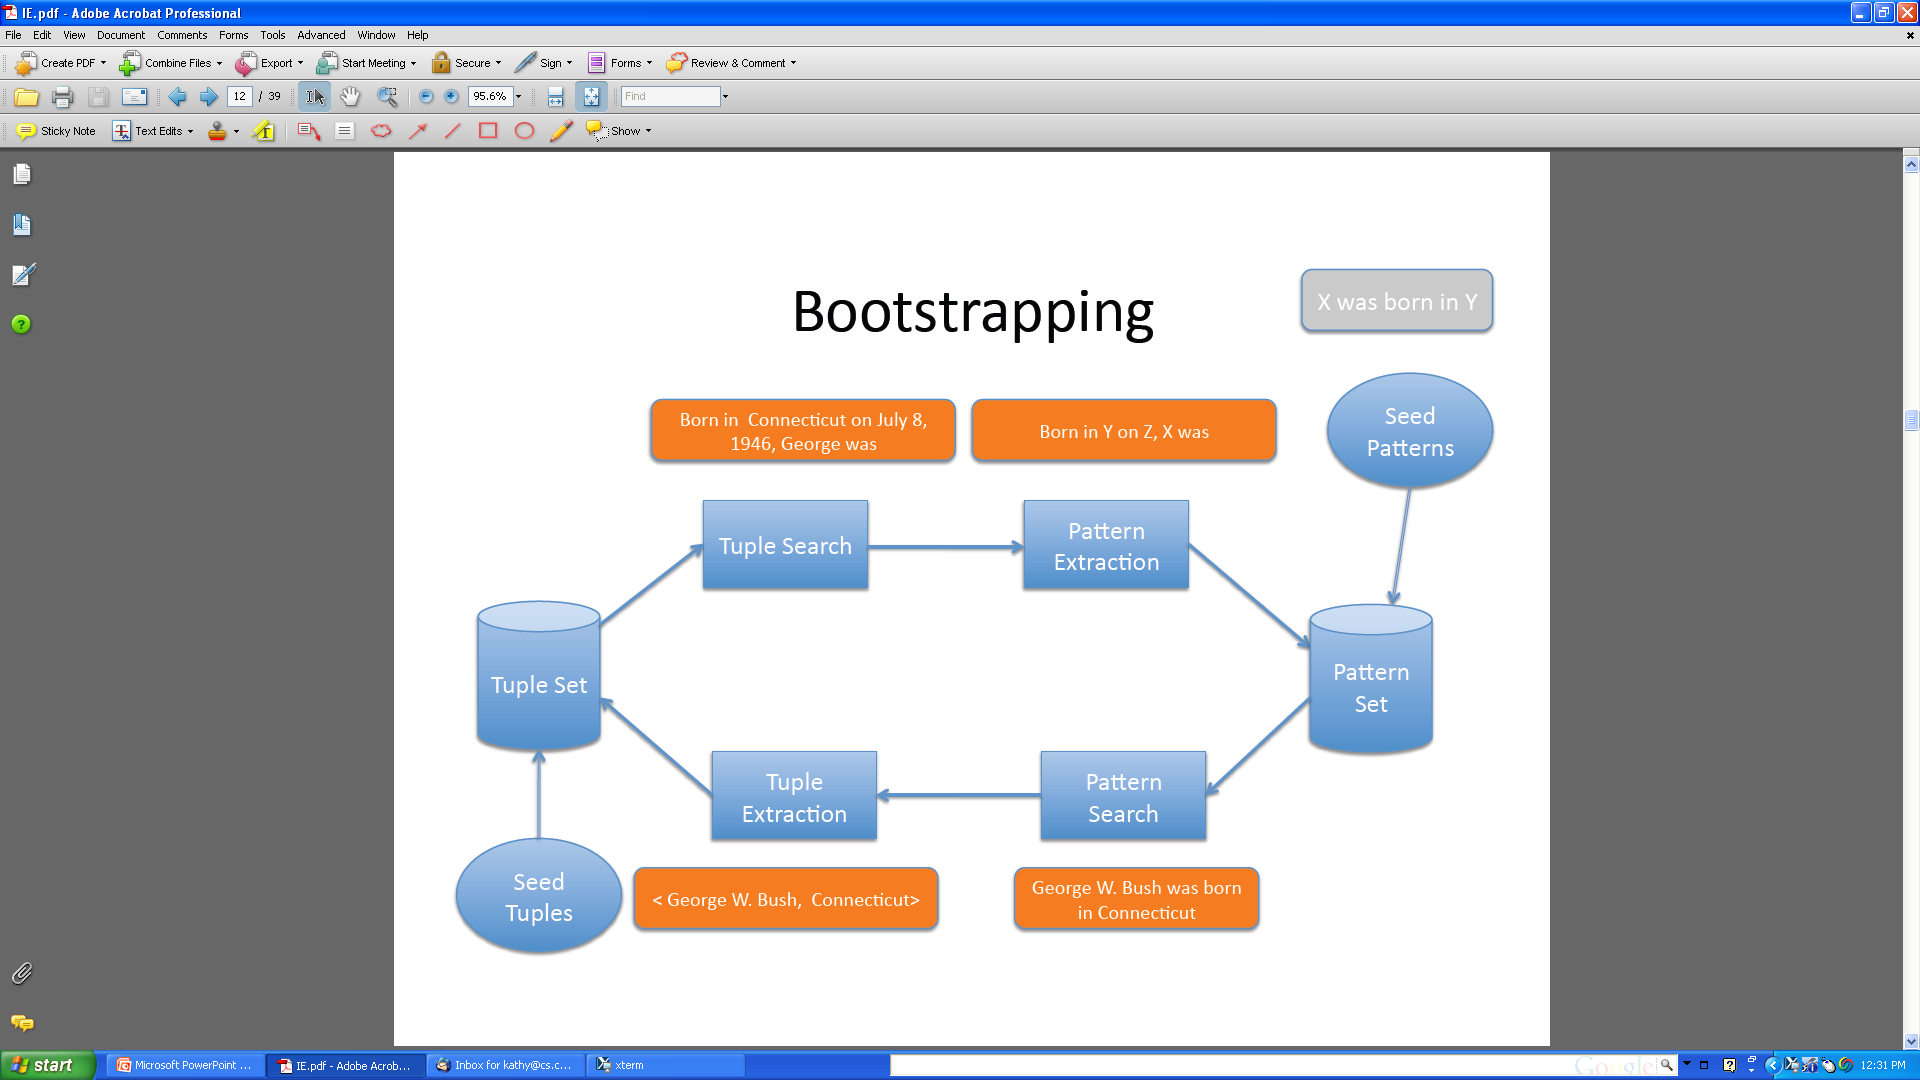 IE.pdf - Adobe Acrobat Professional
File Edit View Document Comments Forms Tools Advanced Window Help
Create PDF Combine Files Export Start Meeting Secure Sign Forms Review & Comment
12 / 39 95.6% Find
Sticky Note Text Edits Show
X was born in Y
Bootstrapping
Born in Connecticut on July 8,
1946, George was
Born in Y on Z, X was
Seed
Patterns
Tuple Search
Pattern
Extraction
Tuple Set
Pattern
Set
Tuple
Extraction
Pattern
Search
Seed
Tuples
< George W. Bush, Connecticut>
George W. Bush was born
in Connecticut
start Microsoft PowerPoint ... IE.pdf - Adobe Acrob... Inbox for kathy@cs.c... xterm Google 12:31 PM